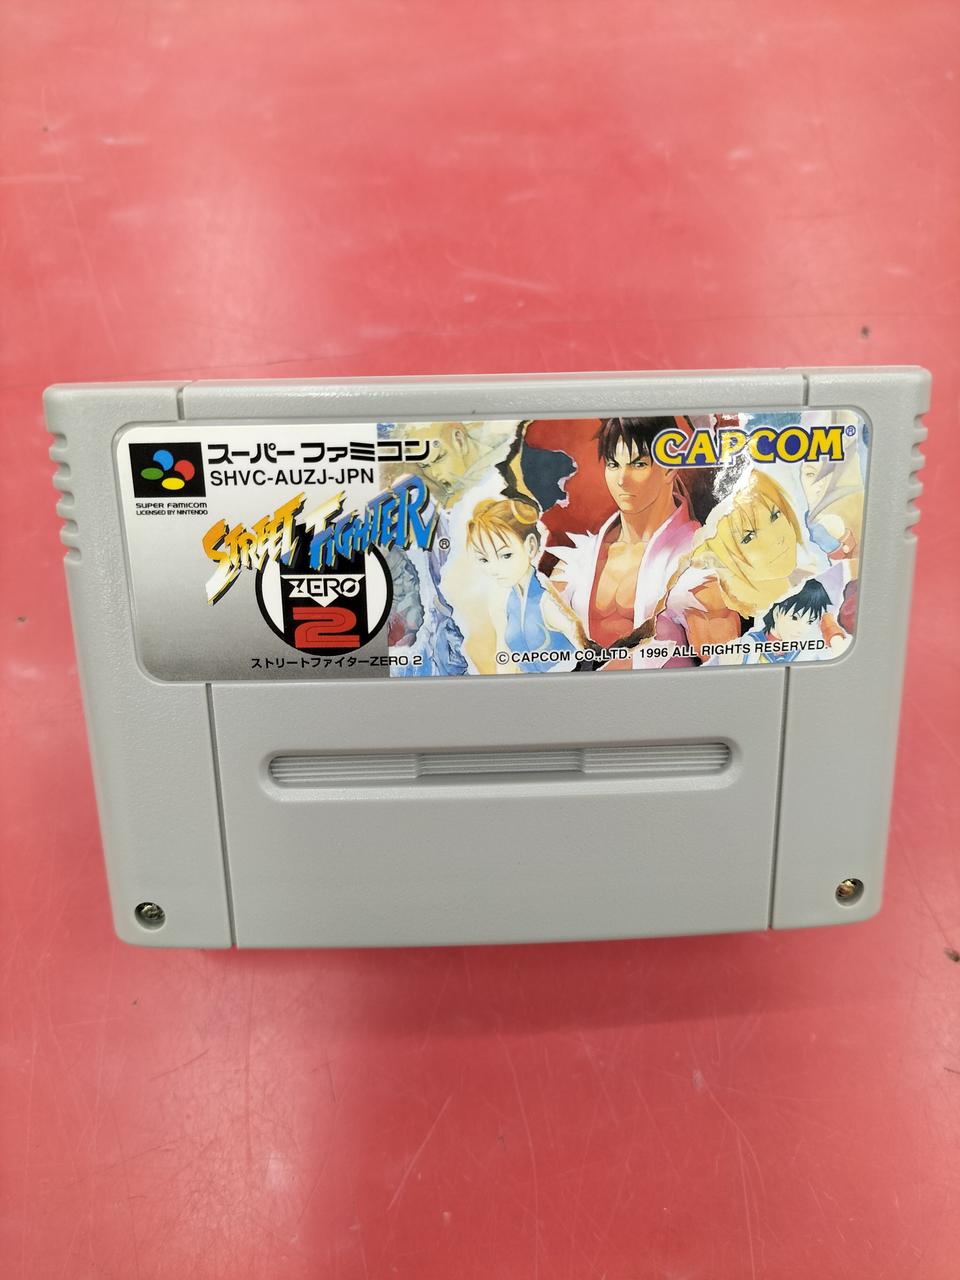 スーパーファミコン®
SHVC-AUZJ-JPN
SUPER FAMICOM
LICENSED BY NINTENDO
CAPCOM®
STREET FIGHTER®
ZERO
2
ストリートファイターZERO 2
©CAPCOM CO.,LTD. 1996 ALL RIGHTS RESERVED.